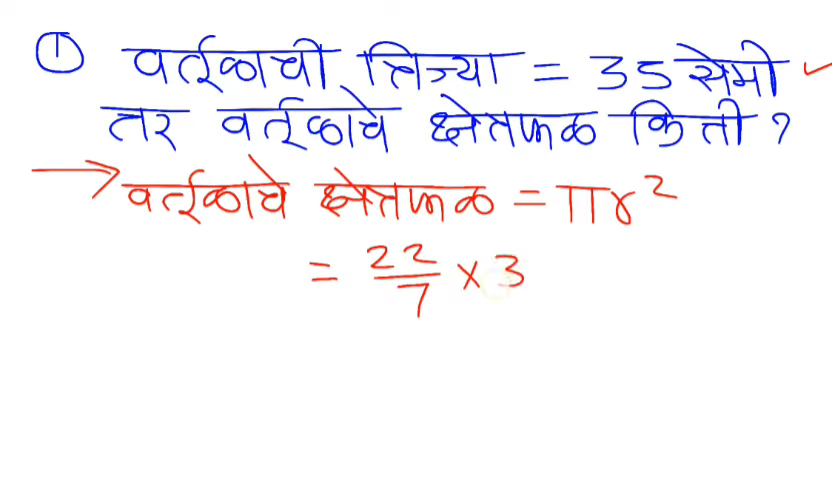 ① वर्तुळाची त्रिज्या = 35 सेमी ✓
तर वर्तुळाचे क्षेत्रफळ किती ?
→ वर्तुळाचे क्षेत्रफळ = πr²
= 22/7 × 3